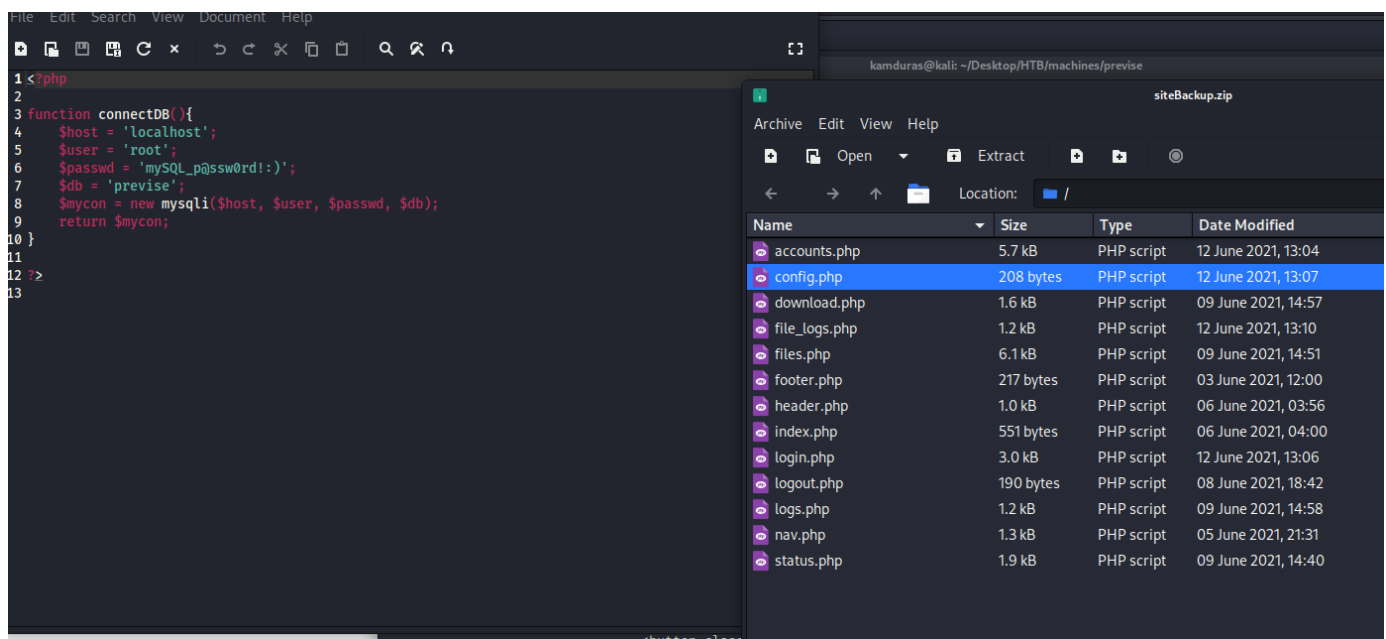 File Edit Search View Document Help
1 <?php
2
3 function connectDB(){
4 $host = 'localhost';
5 $user = 'root';
6 $passwd = 'mySQL_p@ssw0rd!:)';
7 $db = 'previse';
8 $mycon = new mysqli($host, $user, $passwd, $db);
9 return $mycon;
10 }
11
12 ?>
13
kamduras@kali: ~/Desktop/HTB/machines/previse
siteBackup.zip
Archive Edit View Help
Open Extract
Location: /
Name Size Type Date Modified
accounts.php 5.7 kB PHP script 12 June 2021, 13:04
config.php 208 bytes PHP script 12 June 2021, 13:07
download.php 1.6 kB PHP script 09 June 2021, 14:57
file_logs.php 1.2 kB PHP script 12 June 2021, 13:10
files.php 6.1 kB PHP script 09 June 2021, 14:51
footer.php 217 bytes PHP script 03 June 2021, 12:00
header.php 1.0 kB PHP script 06 June 2021, 03:56
index.php 551 bytes PHP script 06 June 2021, 04:00
login.php 3.0 kB PHP script 12 June 2021, 13:06
logout.php 190 bytes PHP script 08 June 2021, 18:42
logs.php 1.2 kB PHP script 09 June 2021, 14:58
nav.php 1.3 kB PHP script 05 June 2021, 21:31
status.php 1.9 kB PHP script 09 June 2021, 14:40